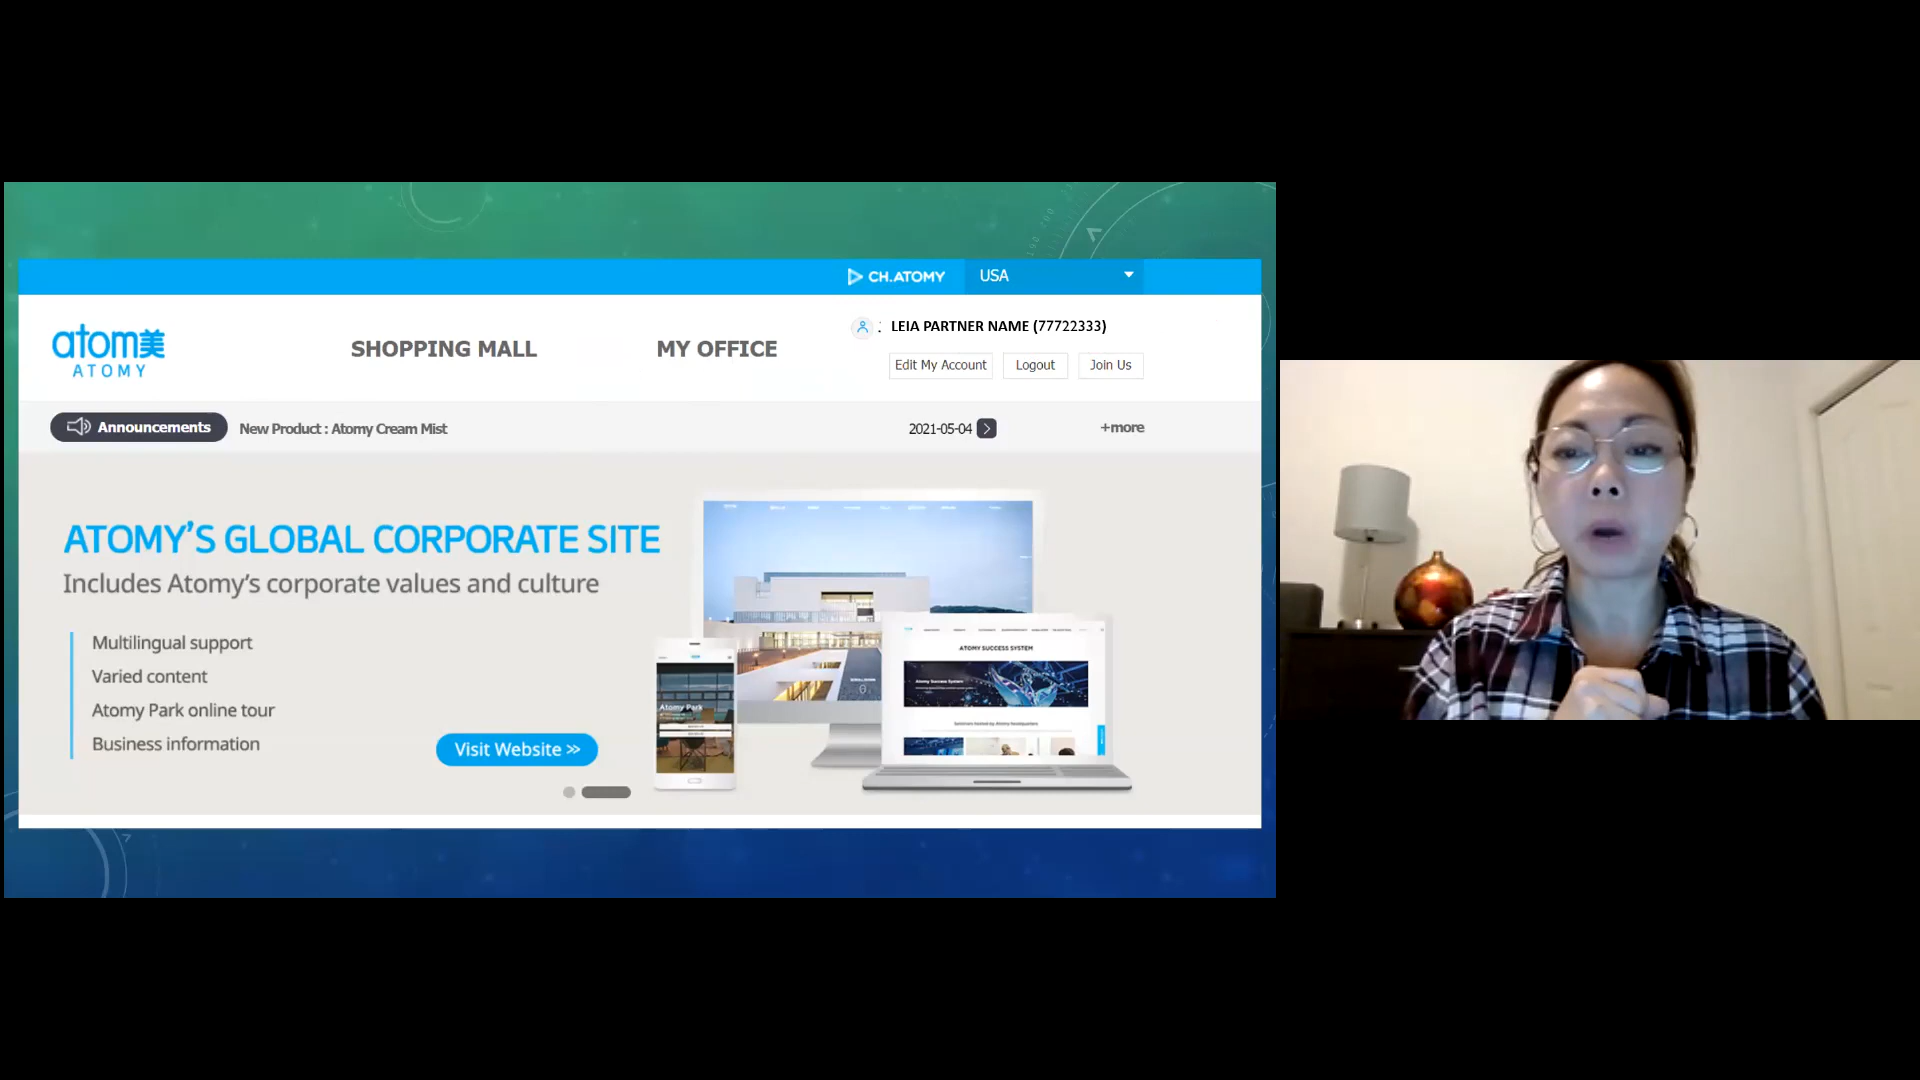 CH.ATOMY
USA
atom美
ATOMY
SHOPPING MALL
MY OFFICE
: LEIA PARTNER NAME (77722333)
Edit My Account
Logout
Join Us
Announcements
New Product : Atomy Cream Mist
2021-05-04
+more
ATOMY'S GLOBAL CORPORATE SITE
Includes Atomy's corporate values and culture
Multilingual support
Varied content
Atomy Park online tour
Business information
Visit Website >>
Atomy Park
ATOMY SUCCESS SYSTEM
Atomy Success System